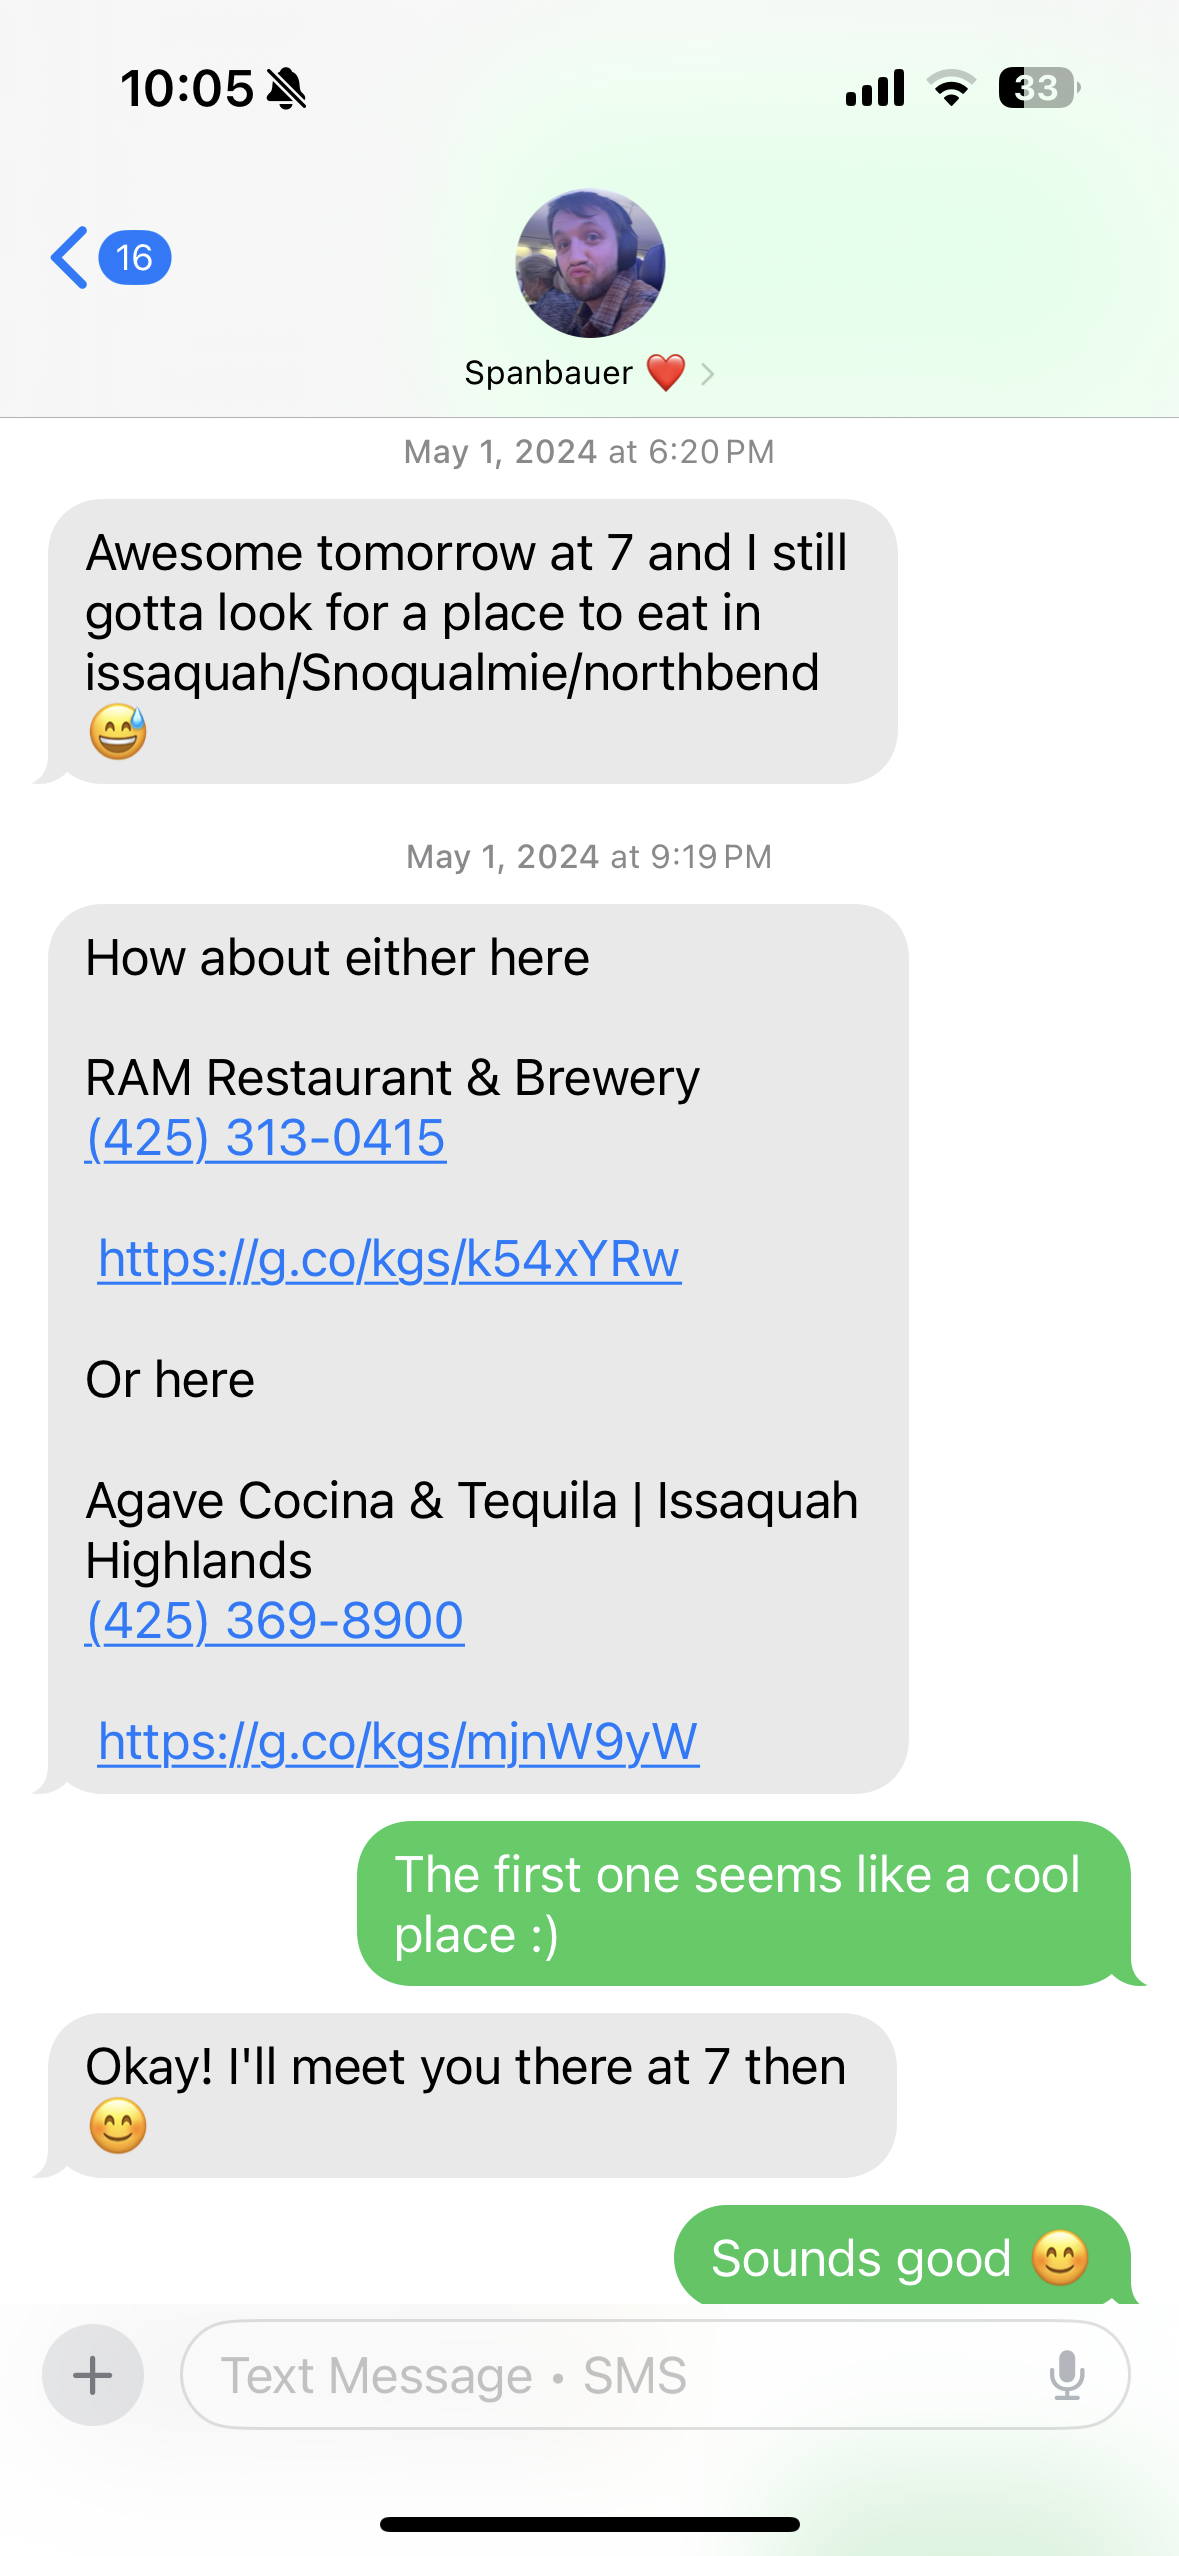 10:05
33
16
Spanbauer ❤️
May 1, 2024 at 6:20 PM
Awesome tomorrow at 7 and I still
gotta look for a place to eat in
issaquah/Snoqualmie/northbend
😅
May 1, 2024 at 9:19 PM
How about either here
RAM Restaurant & Brewery
(425) 313-0415
https://g.co/kgs/k54xYRw
Or here
Agave Cocina & Tequila | Issaquah
Highlands
(425) 369-8900
https://g.co/kgs/mjnW9yW
The first one seems like a cool
place :)
Okay! I'll meet you there at 7 then
😊
Sounds good 😊
Text Message • SMS